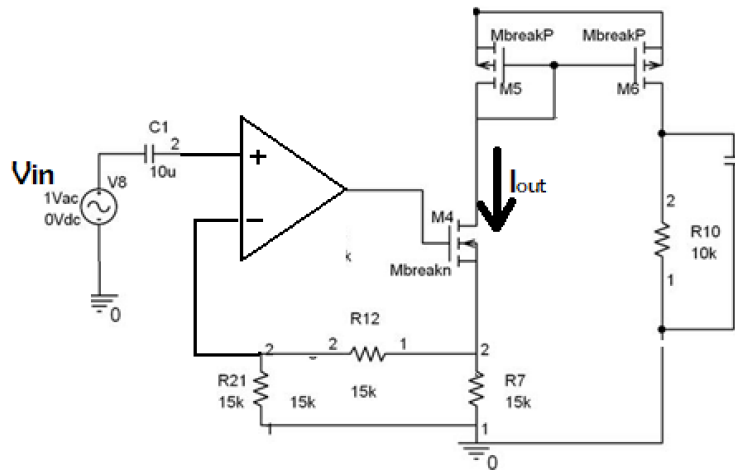 MbreakP MbreakP
M5 M6
C1
2
10u
Vin
V8
1Vac
0Vdc
0
+
−
k
M4
Mbreakn
Iout
2
R10
10k
1
R12
2 2 1 2
R21 R7
15k 15k 15k 15k
1 1
0